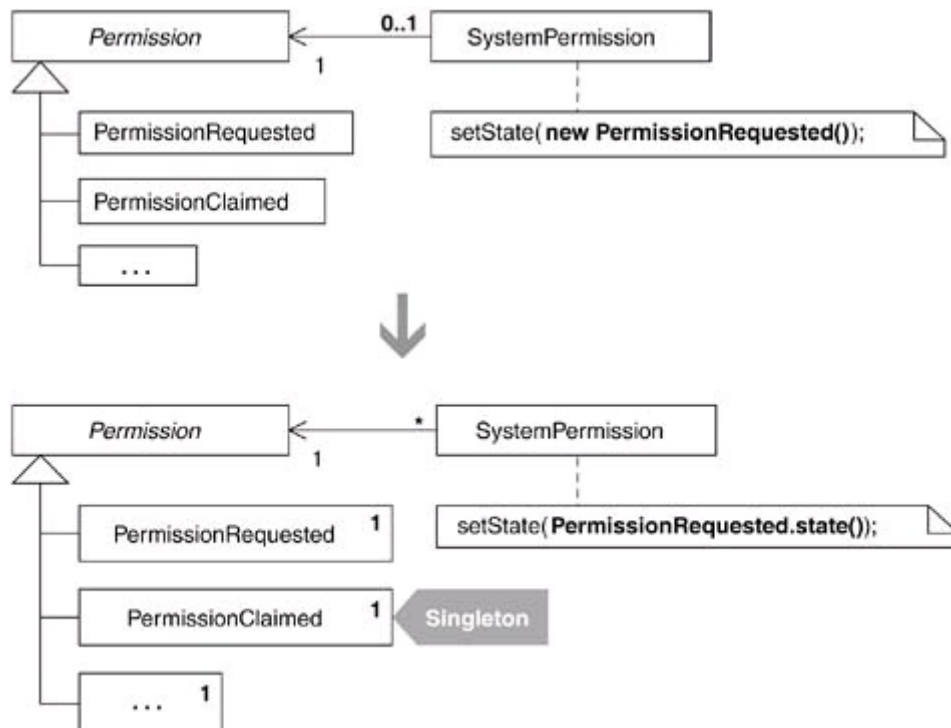 Permission
0..1
SystemPermission
1
PermissionRequested
setState(new PermissionRequested());
PermissionClaimed
...
Permission
*
SystemPermission
1
PermissionRequested
1
setState(PermissionRequested.state());
PermissionClaimed
1
Singleton
...
1